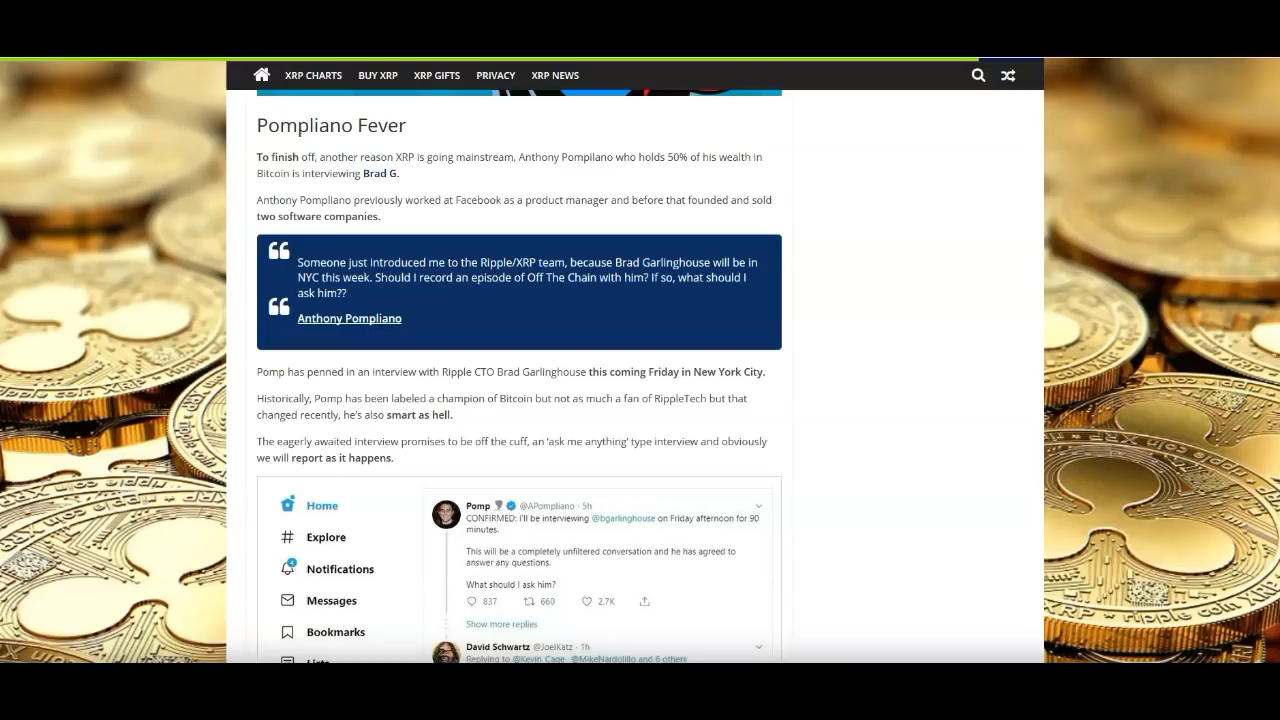 XRP CHARTS BUY XRP XRP GIFTS PRIVACY XRP NEWS
Pompliano Fever
To finish off, another reason XRP is going mainstream, Anthony Pompilano who holds 50% of his wealth in
Bitcoin is interviewing Brad G.
Anthony Pompliano previously worked at Facebook as a product manager and before that founded and sold
two software companies.
Someone just introduced me to the Ripple/XRP team, because Brad Garlinghouse will be in
NYC this week. Should I record an episode of Off The Chain with him? If so, what should I
ask him??
Anthony Pompliano
Pomp has penned in an interview with Ripple CTO Brad Garlinghouse this coming Friday in New York City.
Historically, Pomp has been labeled a champion of Bitcoin but not as much a fan of RippleTech but that
changed recently, he's also smart as hell.
The eagerly awaited interview promises to be off the cuff, an 'ask me anything' type interview and obviously
we will report as it happens.
Home
Explore
Notifications
Messages
Bookmarks
Lists
Pomp @APompliano · 5h
CONFIRMED: I'll be interviewing @bgarlinghouse on Friday afternoon for 90
minutes.
This will be a completely unfiltered conversation and he has agreed to
answer any questions.
What should I ask him?
837 660 2.7K
Show more replies
David Schwartz @JoelKatz · 1h
Replying to @Kevin_Cage_ @MikeNardolillo and 6 others